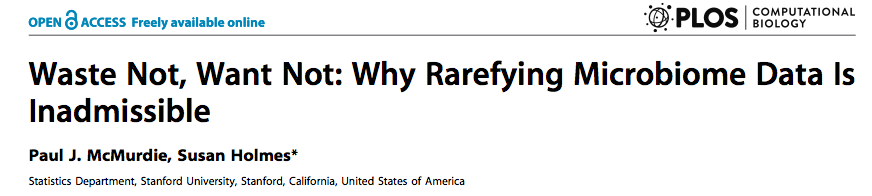 OPEN ACCESS Freely available online
PLOS COMPUTATIONAL
BIOLOGY
Waste Not, Want Not: Why Rarefying Microbiome Data Is
Inadmissible
Paul J. McMurdie, Susan Holmes*
Statistics Department, Stanford University, Stanford, California, United States of America